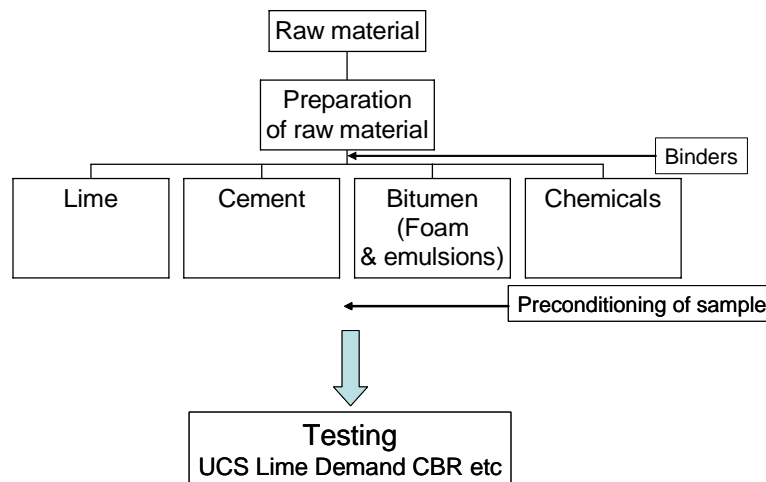 Raw material
Preparation
of raw material
Binders
Lime
Cement
Bitumen
(Foam
& emulsions)
Chemicals
Preconditioning of sample
Testing
UCS Lime Demand CBR etc